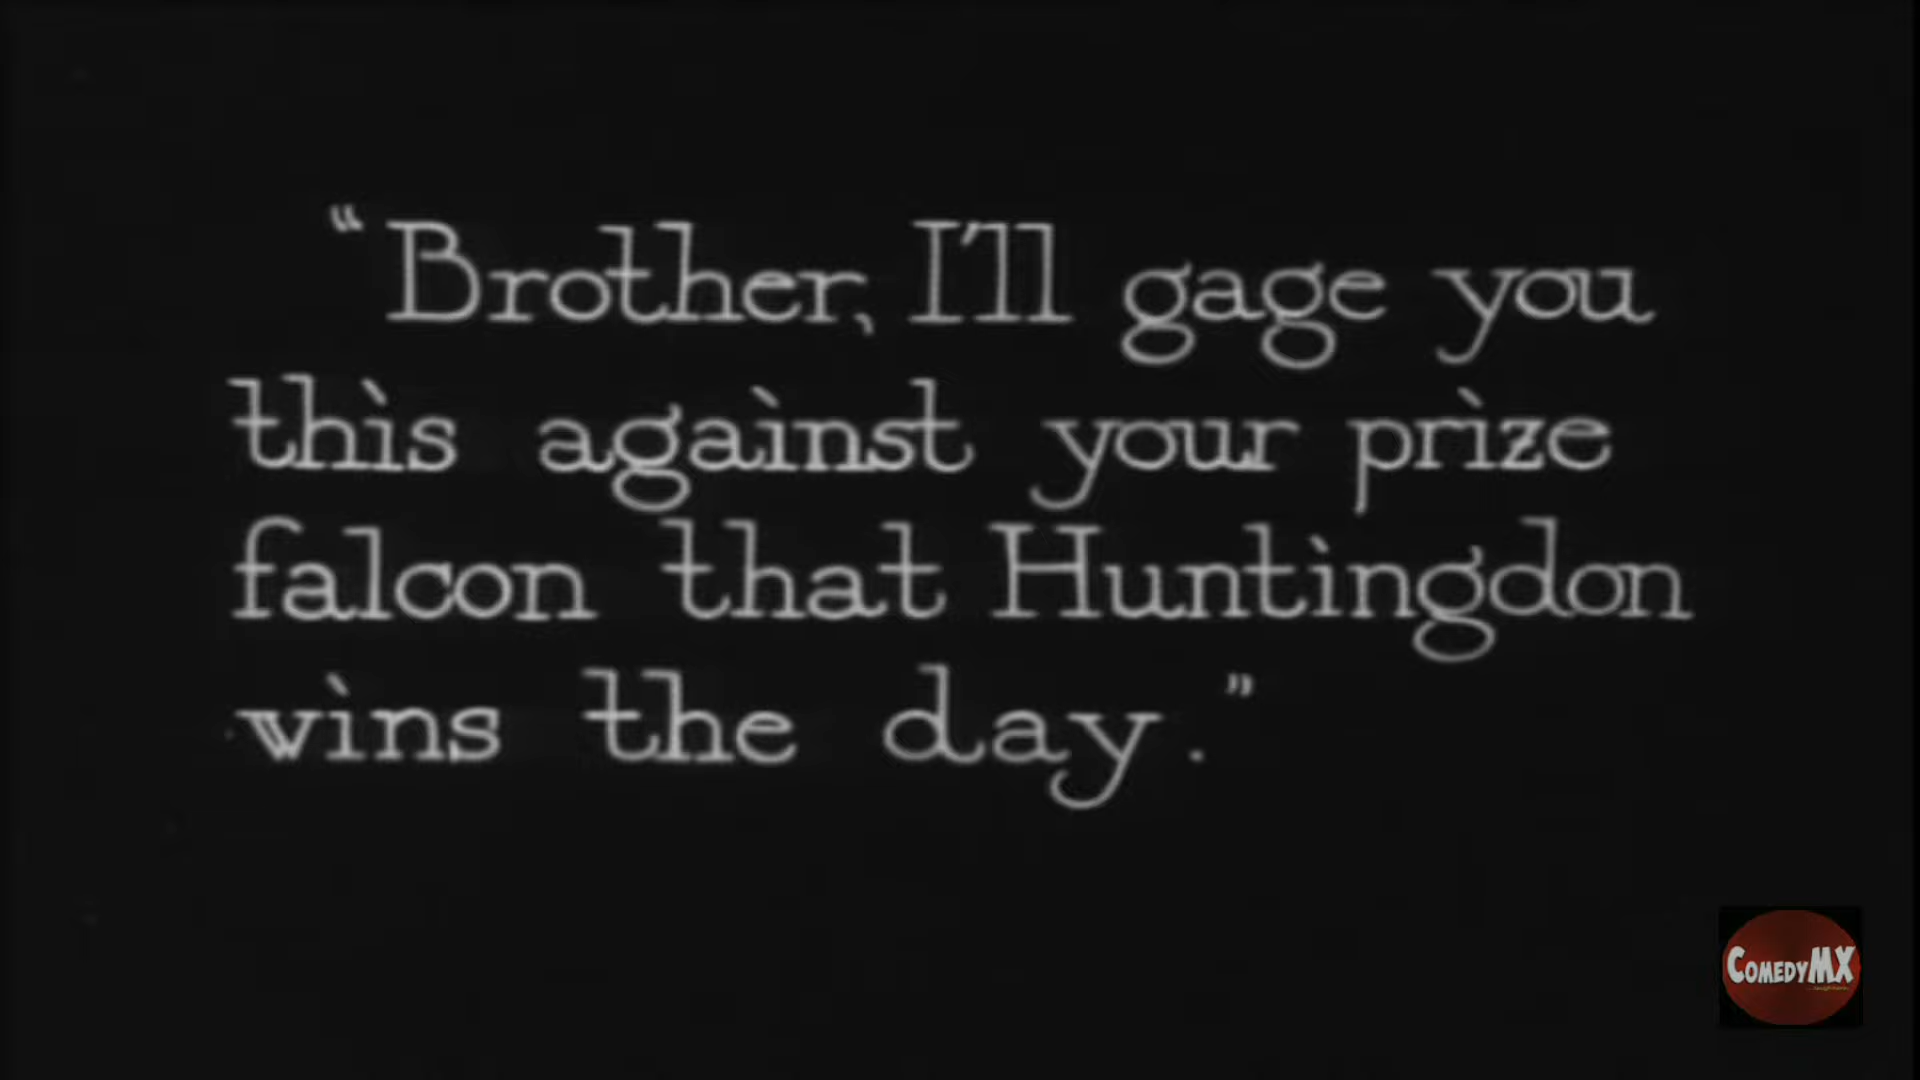 “Brother, I'll gage you
this against your prize
falcon that Huntingdon
wins the day.”
COMEDYMX